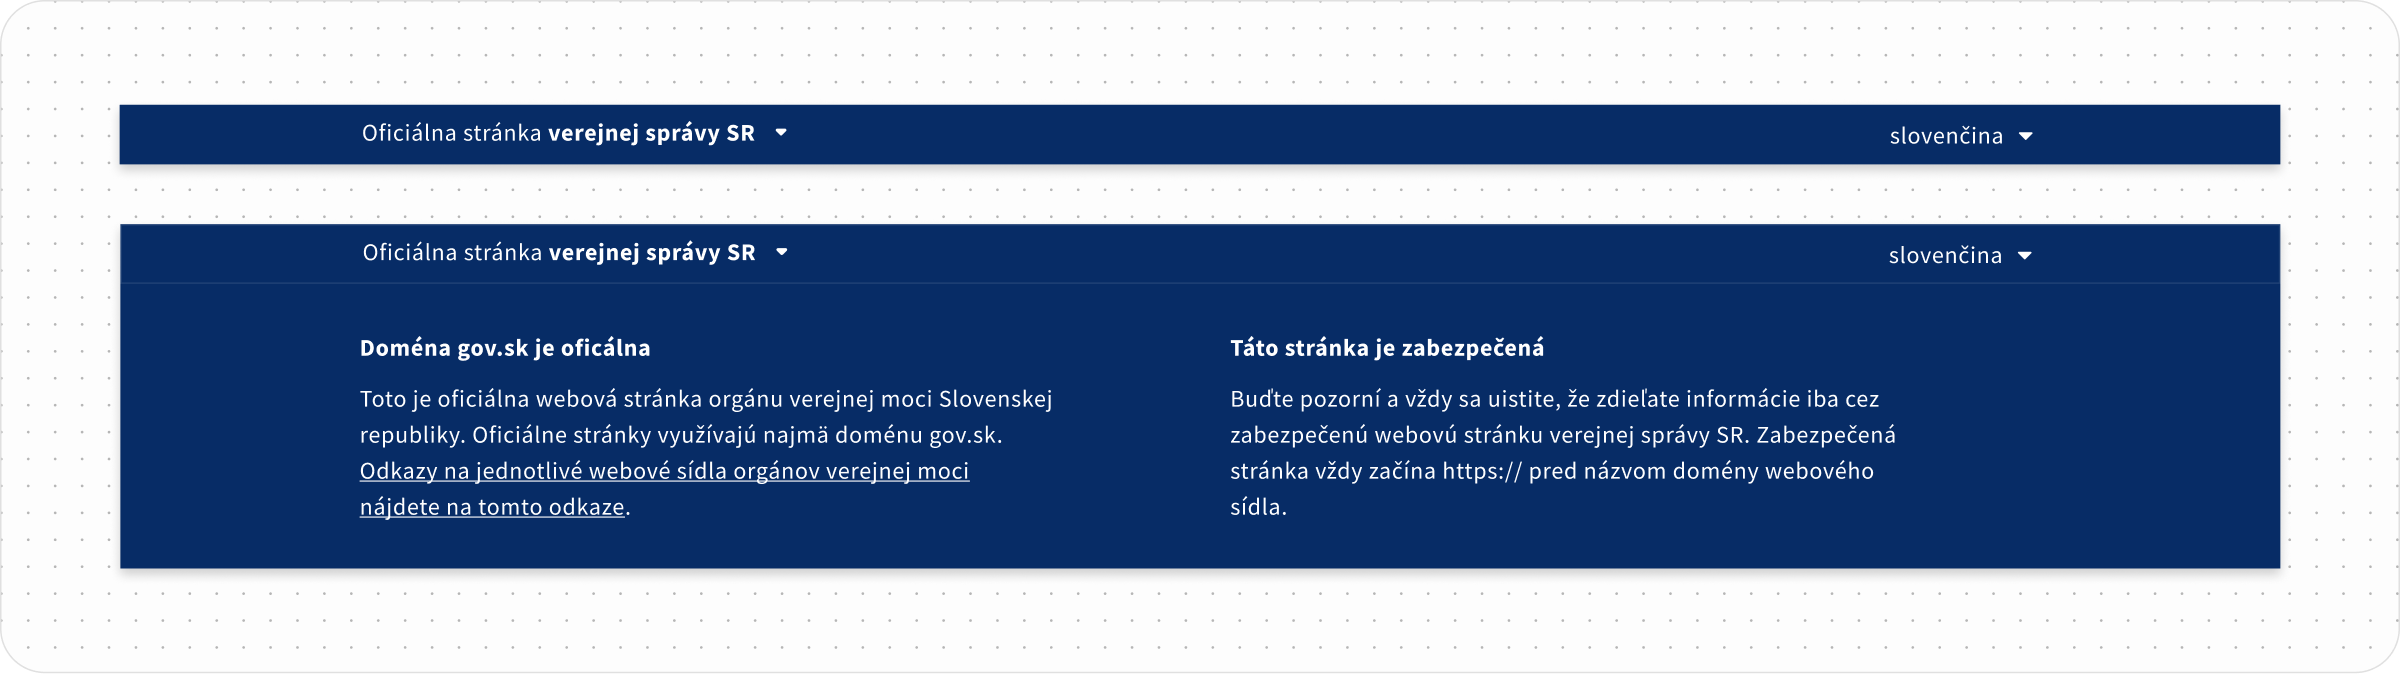 Oficiálna stránka verejnej správy SR
slovenčina
Oficiálna stránka verejnej správy SR
slovenčina
Doména gov.sk je oficálna
Toto je oficiálna webová stránka orgánu verejnej moci Slovenskej
republiky. Oficiálne stránky využívajú najmä doménu gov.sk.
Odkazy na jednotlivé webové sídla orgánov verejnej moci
nájdete na tomto odkaze.
Táto stránka je zabezpečená
Buďte pozorní a vždy sa uistite, že zdieľate informácie iba cez
zabezpečenú webovú stránku verejnej správy SR. Zabezpečená
stránka vždy začína https:// pred názvom domény webového
sídla.